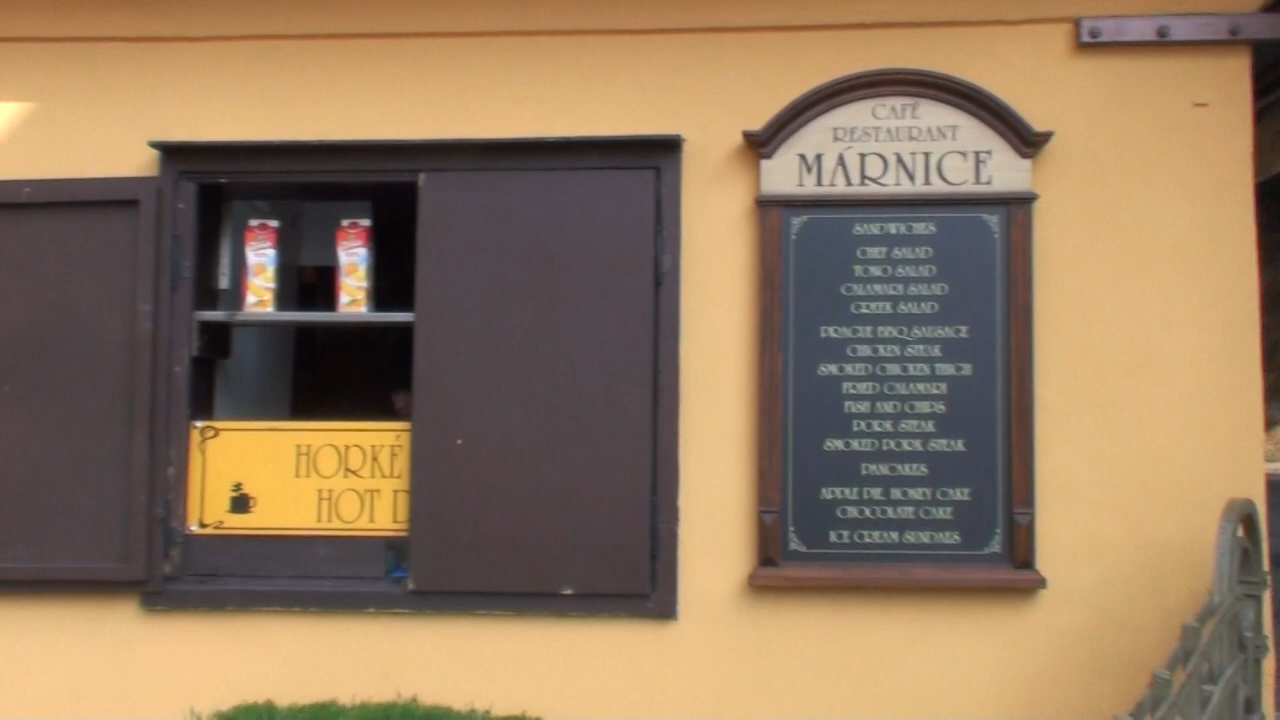 CAFÉ
RESTAURANT
MÁRNICE
SANDWICHES
CHEF SALAD
TONO SALAD
CALAMARI SALAD
GREEK SALAD
PRAGUE BBQ SAUSAGE
CHICKEN STEAK
SMOKED CHICKEN THIGH
FRIED CALAMARI
FISH AND CHIPS
PORK STEAK
SMOKED PORK STEAK
PANCAKES
APPLE PIE, HONEY CAKE
CHOCOLATE CAKE
ICE CREAM SUNDAES
HORKÉ
HOT D